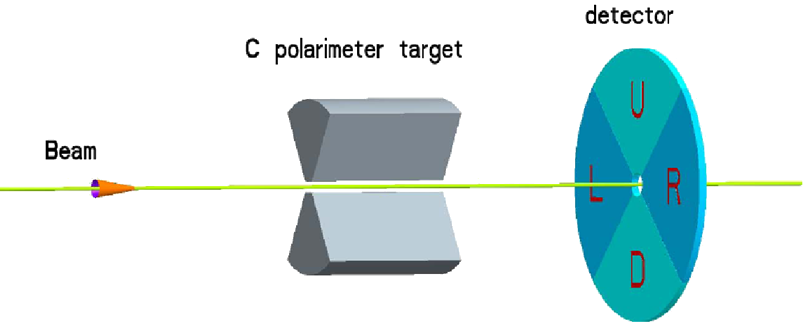 detector
C polarimeter target
Beam
U
L
R
D